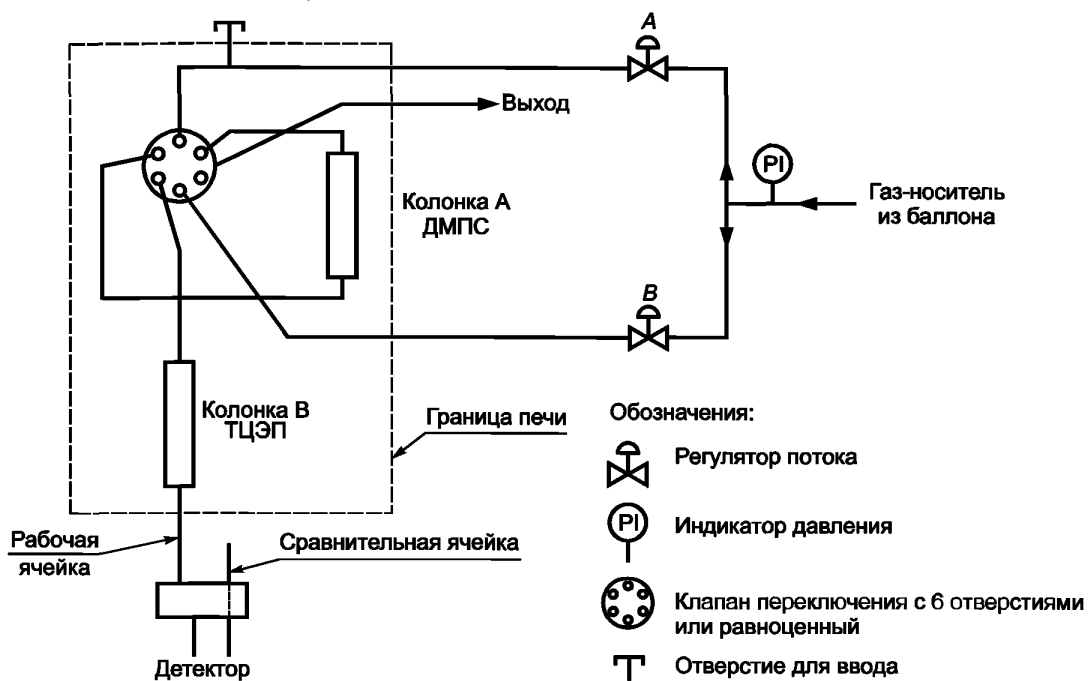 A
Выход
PI
Газ-носитель
из баллона
Колонка А
ДМПС
B
Колонка В
ТЦЭП
Граница печи
Рабочая
ячейка
Сравнительная ячейка
Детектор
Обозначения:
Регулятор потока
PI
Индикатор давления
Клапан переключения с 6 отверстиями
или равноценный
Отверстие для ввода